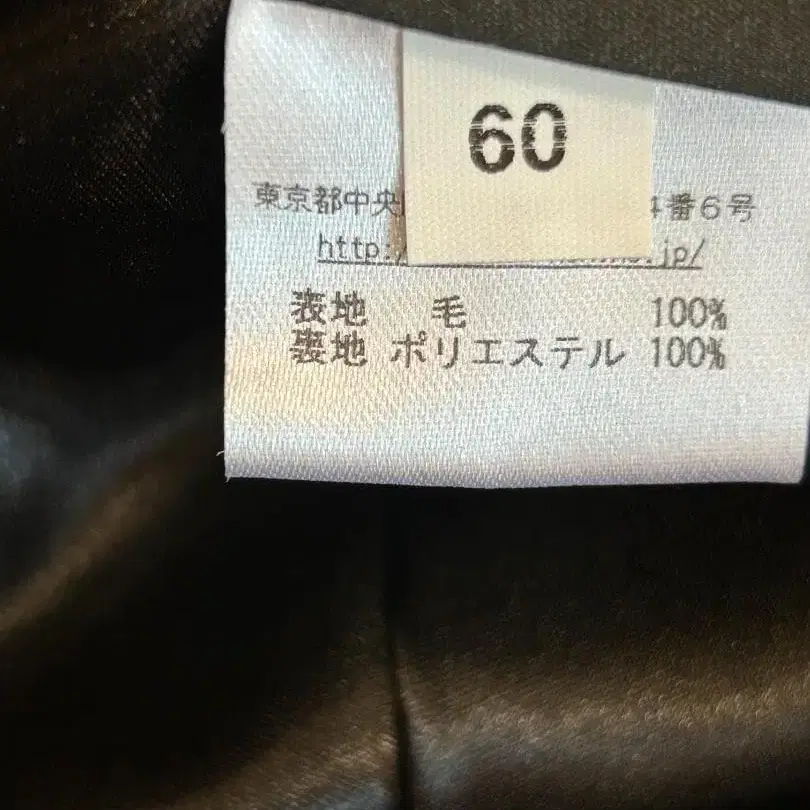 60
東京都中央 4番6号
http:/ .jp/
表地 毛 100%
裏地 ポリエステル 100%